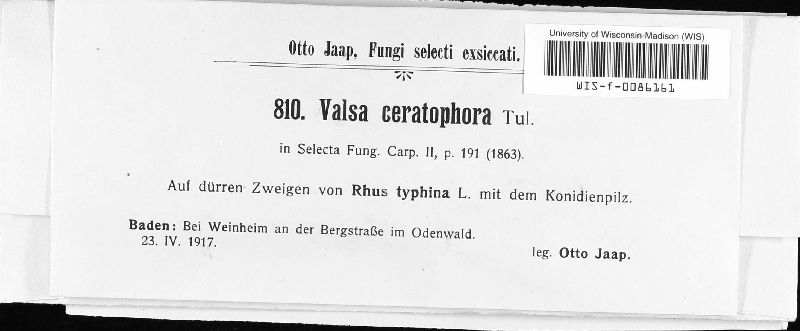 University of Wisconsin-Madison (WIS)
WIS-f-0086161
Otto Jaap, Fungi selecti exsiccati.
810. Valsa ceratophora Tul.
in Selecta Fung. Carp. II, p. 191 (1863).
Auf dürren Zweigen von Rhus typhina L. mit dem Konidienpilz.
Baden: Bei Weinheim an der Bergstraße im Odenwald.
23. IV. 1917.
leg. Otto Jaap.